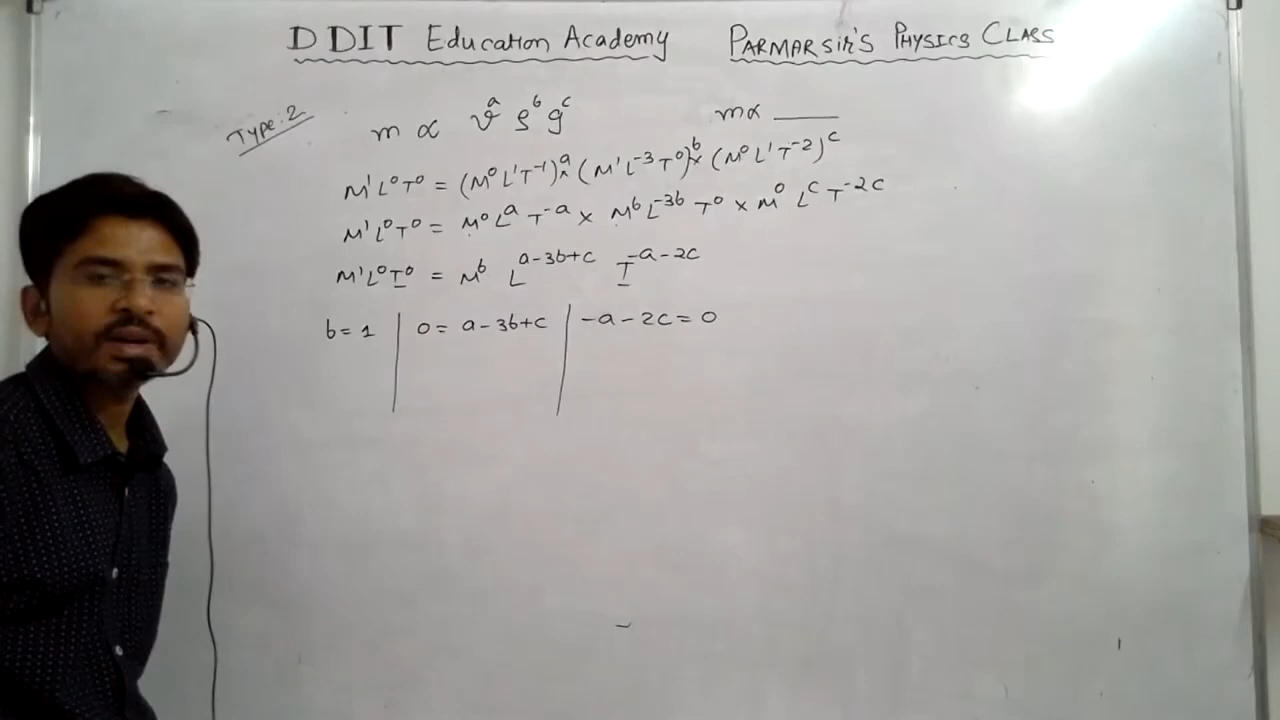 DDIT Education Academy PARMAR SIR'S PHYSICS CLASS
Type:2
m ∝ v^a ρ^b g^c m∝ ____
M¹L⁰T⁰ = (M⁰L¹T⁻¹)^a × (M¹L⁻³T⁰)^b × (M⁰L¹T⁻²)^c
M¹L⁰T⁰ = M⁰L^a T^-a × M^b L^-3b T⁰ × M⁰ L^c T^-2c
M¹L⁰T⁰ = M^b L^a-3b+c T^-a-2c
b = 1 | 0 = a-3b+c | -a-2c = 0